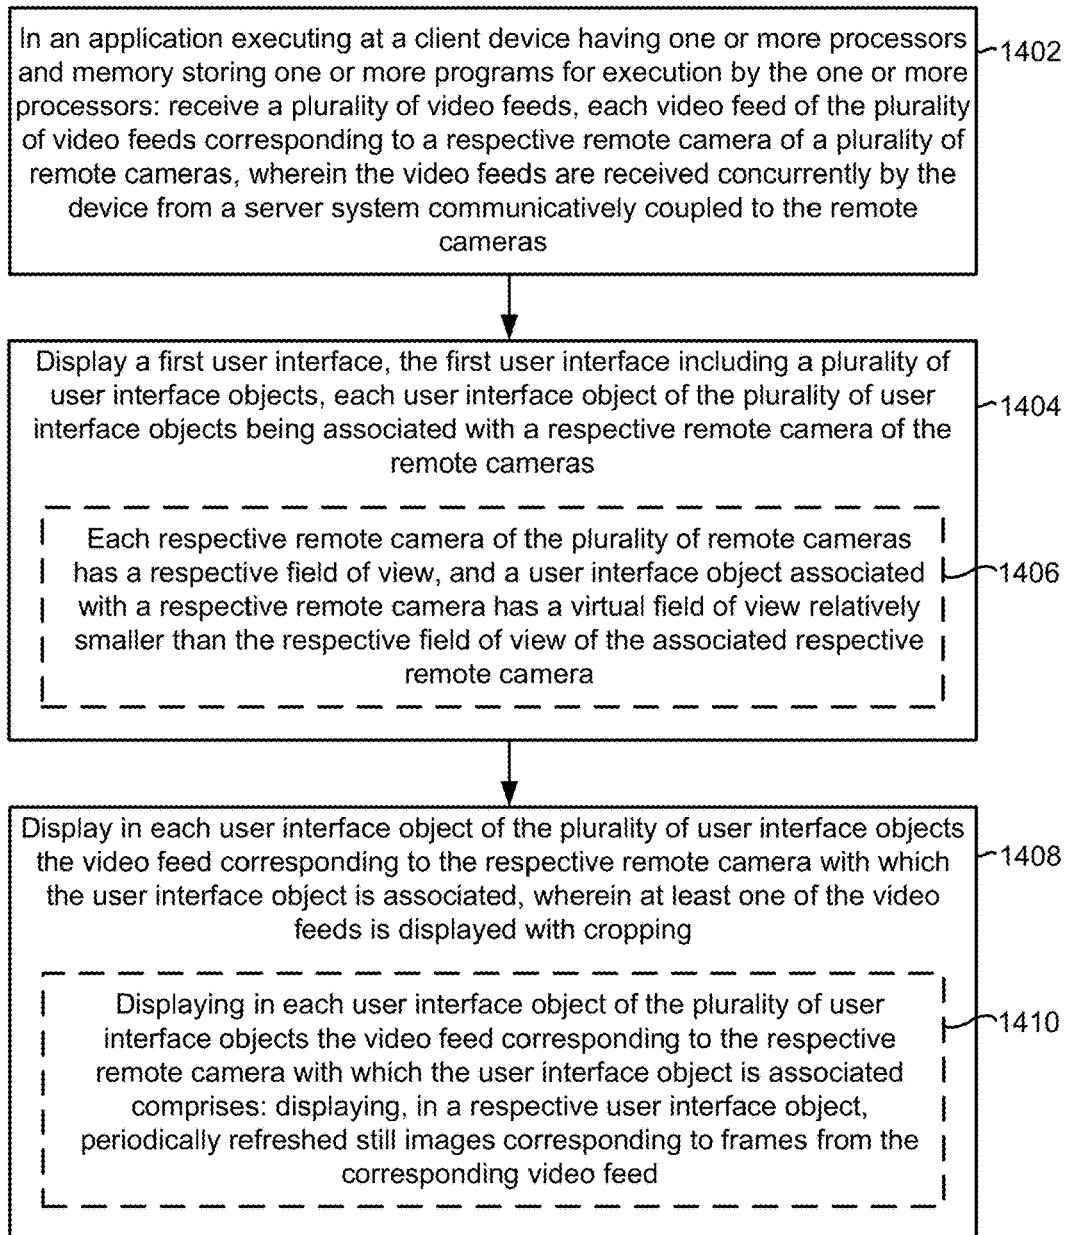 In an application executing at a client device having one or more processors
and memory storing one or more programs for execution by the one or more
processors: receive a plurality of video feeds, each video feed of the plurality
of video feeds corresponding to a respective remote camera of a plurality of
remote cameras, wherein the video feeds are received concurrently by the
device from a server system communicatively coupled to the remote
cameras
1402
Display a first user interface, the first user interface including a plurality of
user interface objects, each user interface object of the plurality of user
interface objects being associated with a respective remote camera of the
remote cameras
1404
Each respective remote camera of the plurality of remote cameras
has a respective field of view, and a user interface object associated
with a respective remote camera has a virtual field of view relatively
smaller than the respective field of view of the associated respective
remote camera
1406
Display in each user interface object of the plurality of user interface objects
the video feed corresponding to the respective remote camera with which
the user interface object is associated, wherein at least one of the video
feeds is displayed with cropping
1408
Displaying in each user interface object of the plurality of user
interface objects the video feed corresponding to the respective
remote camera with which the user interface object is associated
comprises: displaying, in a respective user interface object,
periodically refreshed still images corresponding to frames from the
corresponding video feed
1410